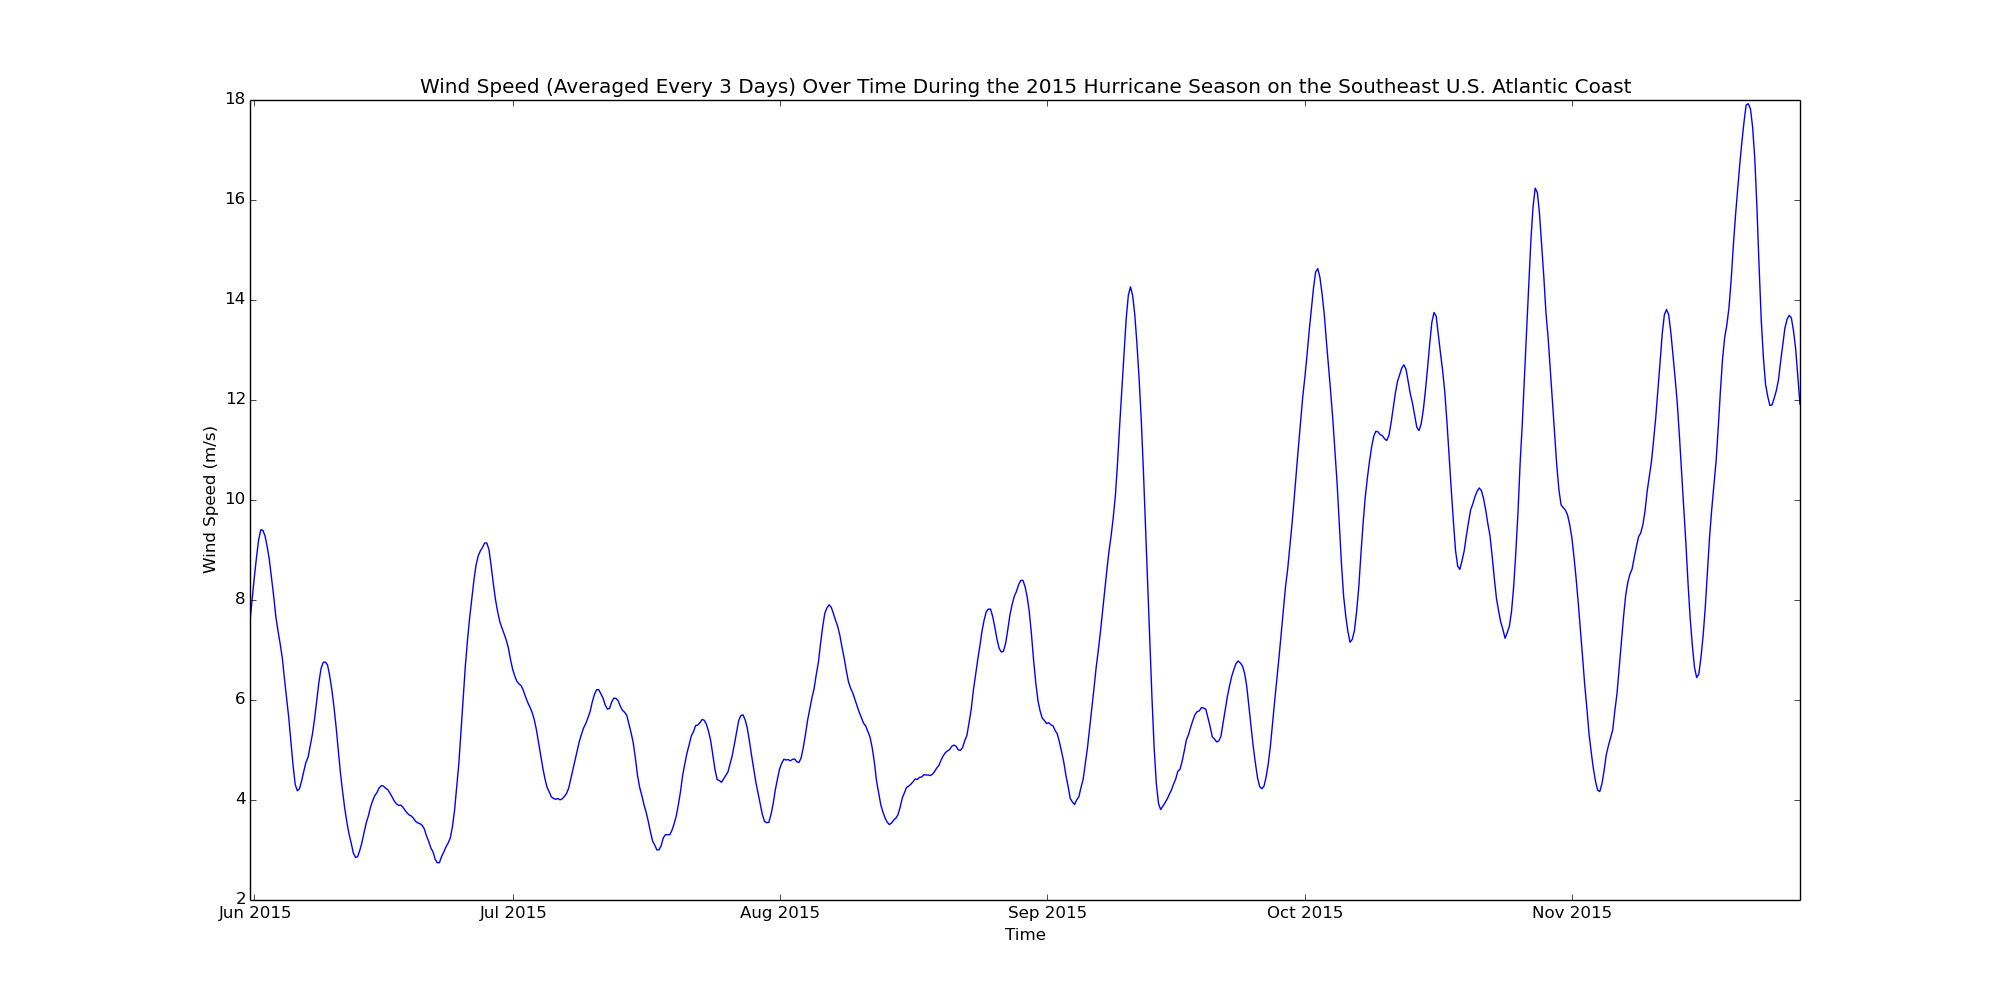 Wind Speed (Averaged Every 3 Days) Over Time During the 2015 Hurricane Season on the Southeast U.S. Atlantic Coast
18
16
14
12
10
8
6
4
2
Wind Speed (m/s)
Jun 2015 Jul 2015 Aug 2015 Sep 2015 Oct 2015 Nov 2015
Time